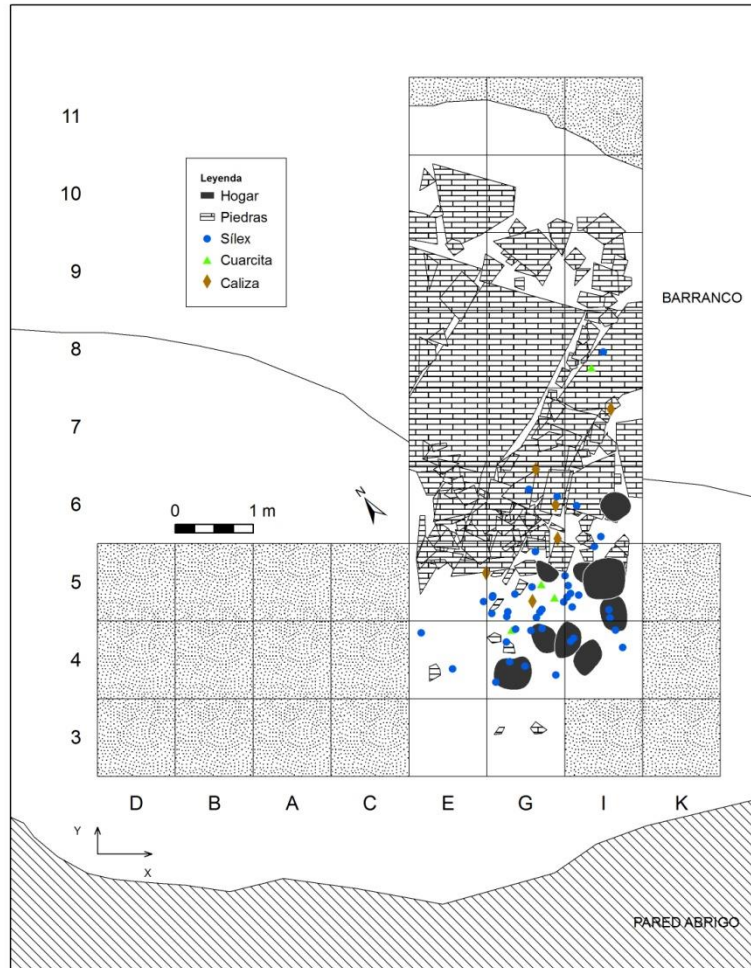 11
10
9
8
7
6
5
4
3
Leyenda
Hogar
Piedras
Sílex
Cuarcita
Caliza
BARRANCO
N
0 1 m
D B A C E G I K
Y
X
PARED ABRIGO